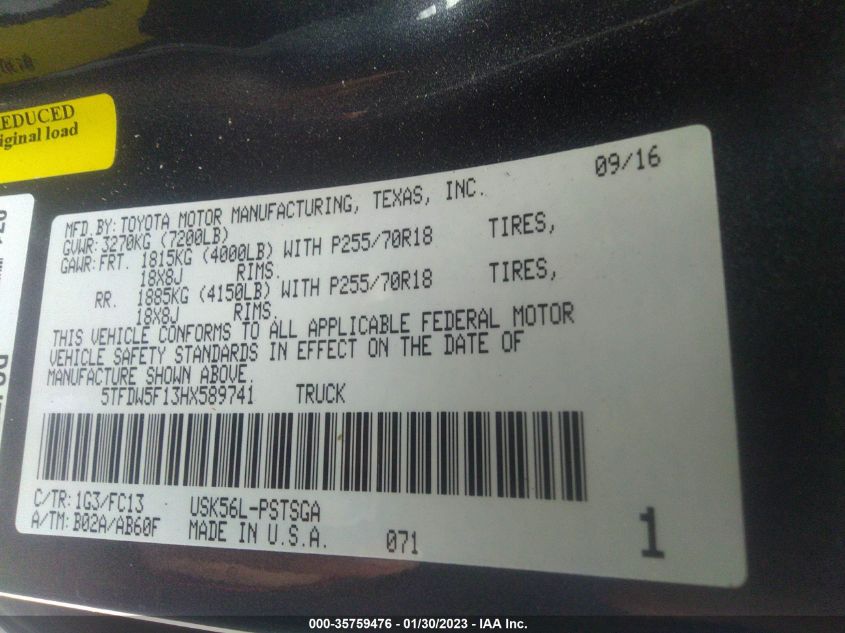 EDUCED
iginal load
09/16
MFD.BY: TOYOTA MOTOR MANUFACTURING, TEXAS, INC.
GVWR: 3270KG (7200LB)
GAWR: FRT. 1815KG (4000LB) WITH P255/70R18 TIRES,
18X8J RIMS.
RR. 1885KG (4150LB) WITH P255/70R18 TIRES,
18X8J RIMS.
THIS VEHICLE CONFORMS TO ALL APPLICABLE FEDERAL MOTOR
VEHICLE SAFETY STANDARDS IN EFFECT ON THE DATE OF
MANUFACTURE SHOWN ABOVE.
5TFDW5F13HX589741 TRUCK
C/TR: 1G3/FC13 USK56L-PSTSGA
A/TM: B02A/AB60F MADE IN U.S.A. 071 1
000-35759476 - 01/30/2023 - IAA Inc.